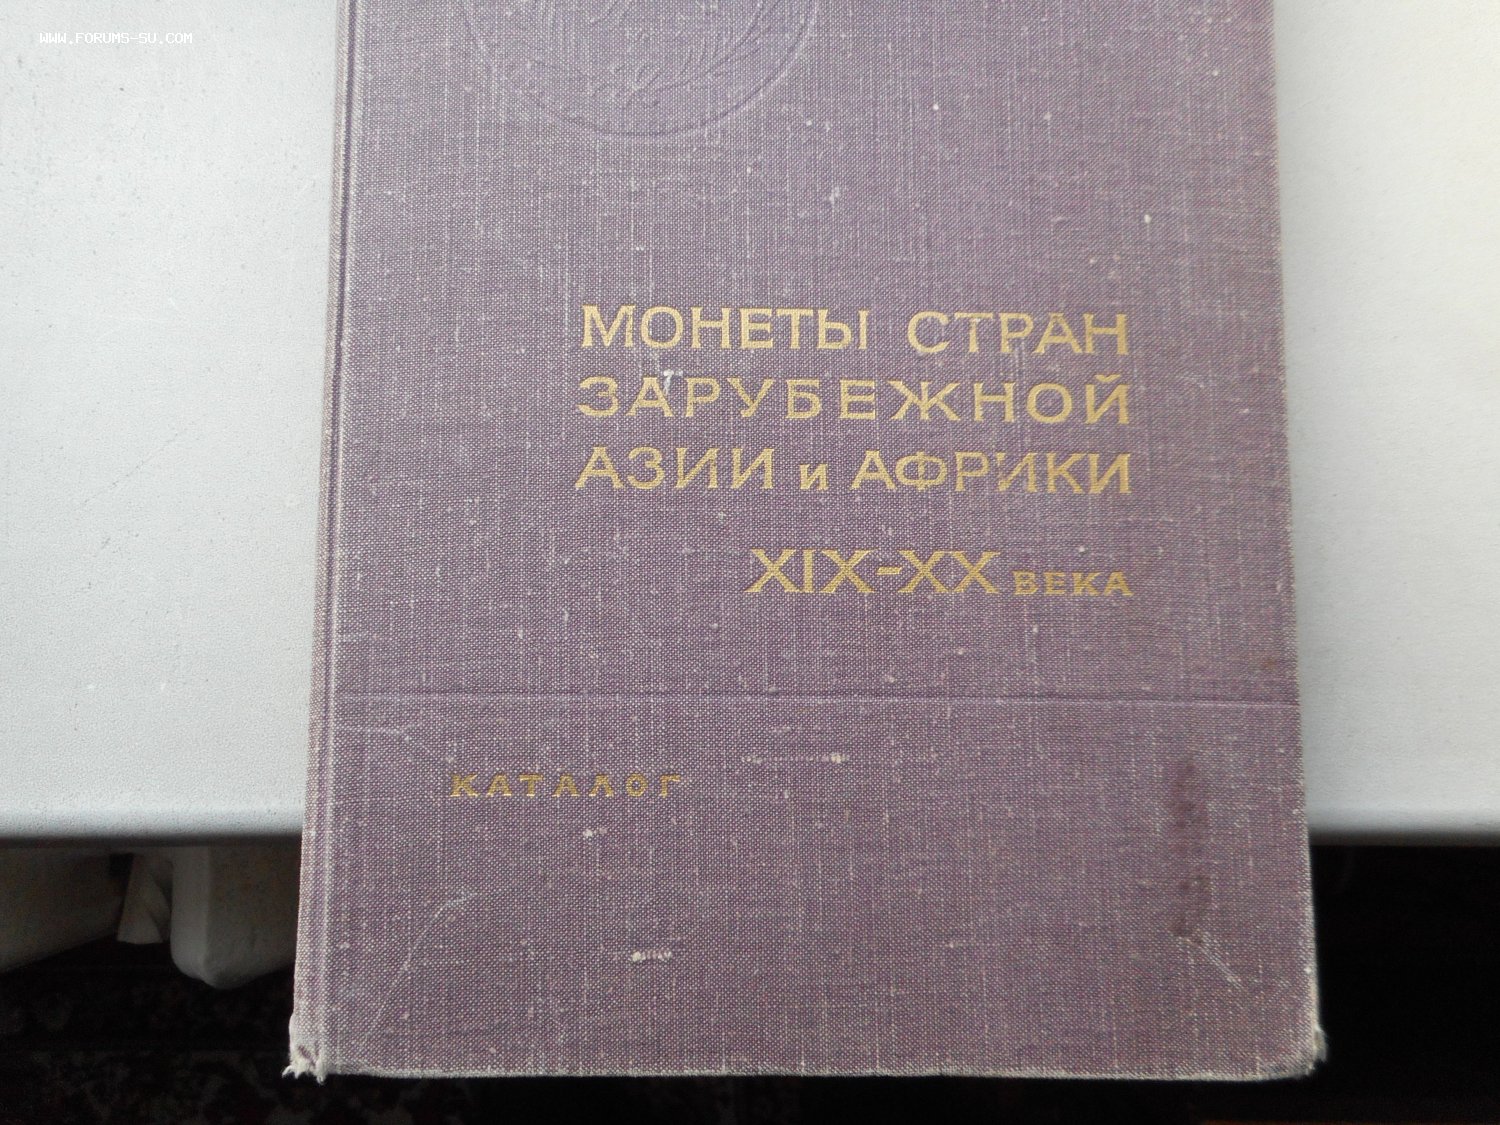 WWW.FORUMS-SU.COM
МОНЕТЫ СТРАН
ЗАРУБЕЖНОЙ
АЗИИ и АФРИКИ
XIX-XX ВЕКА
КАТАЛОГ